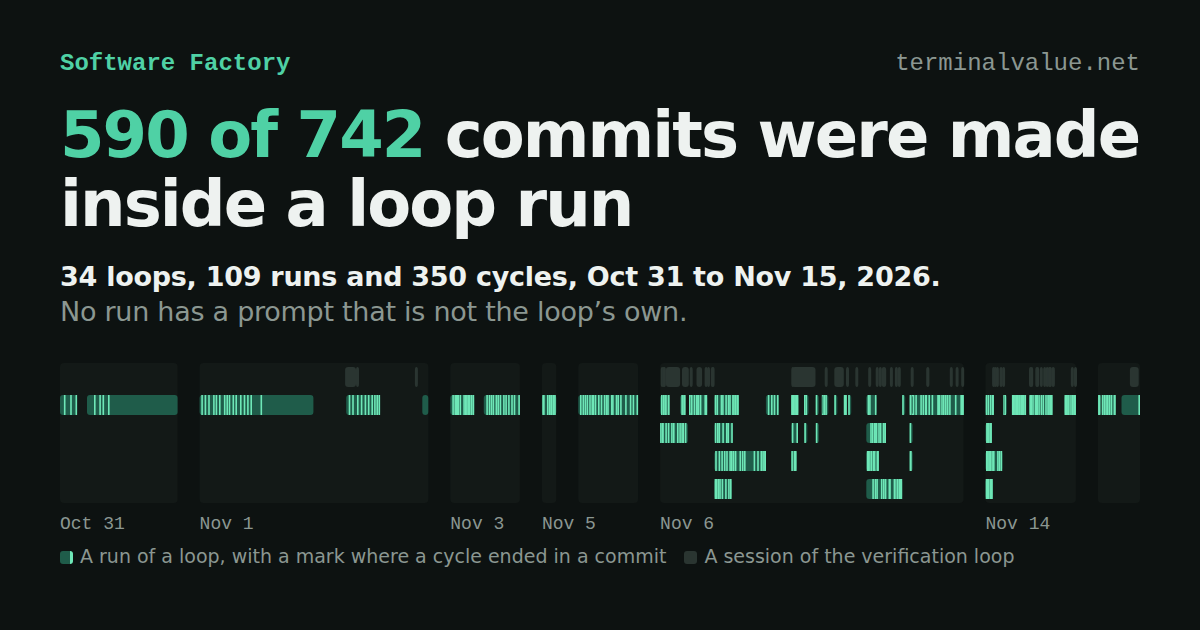 Software Factory
terminalvalue.net
590 of 742 commits were made
inside a loop run
34 loops, 109 runs and 350 cycles, Oct 31 to Nov 15, 2026.
No run has a prompt that is not the loop’s own.
Oct 31
Nov 1
Nov 3
Nov 5
Nov 6
Nov 14
A run of a loop, with a mark where a cycle ended in a commit
A session of the verification loop